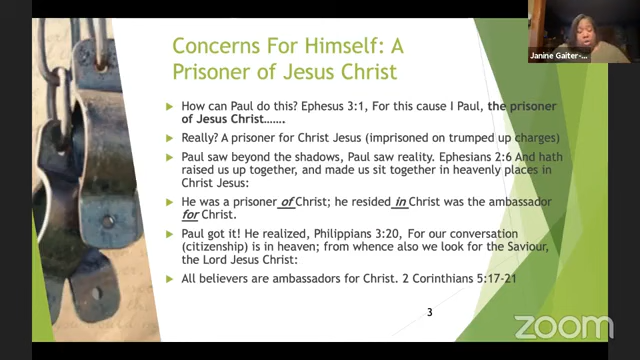 Concerns For Himself: A
Prisoner of Jesus Christ
How can Paul do this? Ephesus 3:1, For this cause I Paul, the prisoner
of Jesus Christ…….
Really? A prisoner for Christ Jesus (imprisoned on trumped up charges)
Paul saw beyond the shadows, Paul saw reality. Ephesians 2:6 And hath
raised us up together, and made us sit together in heavenly places in
Christ Jesus:
He was a prisoner of Christ; he resided in Christ was the ambassador
for Christ.
Paul got it! He realized, Philippians 3:20, For our conversation
(citizenship) is in heaven; from whence also we look for the Saviour,
the Lord Jesus Christ:
All believers are ambassadors for Christ. 2 Corinthians 5:17-21
3
Janine Gaiter-...
zoom